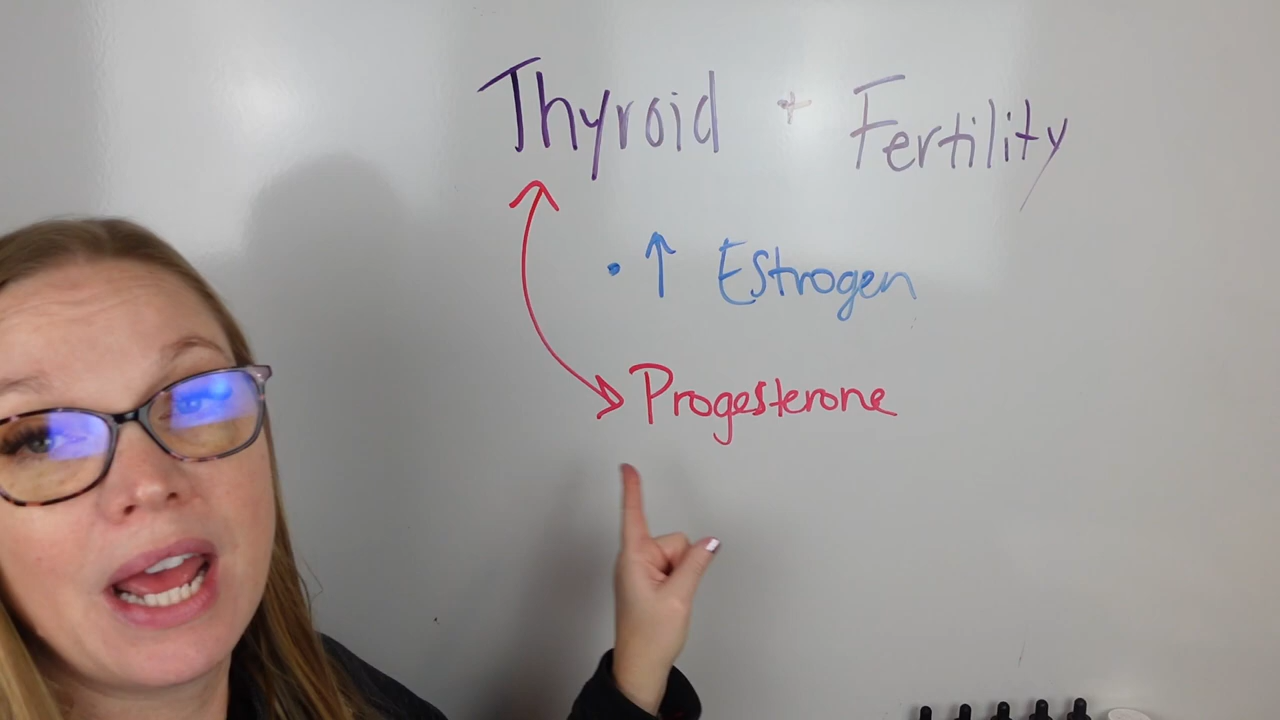 Thyroid + Fertility
• ↑ Estrogen
Progesterone